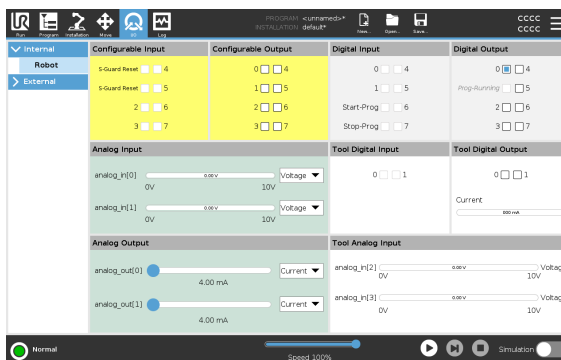 UR
PROGRAM <unnamed>*
INSTALLATION default*
CCCC
CCCC
Run Program Installation Move I/O Log New... Open... Save...
Internal
Robot
External
Configurable Input
S-Guard Reset 4
S-Guard Reset 5
2 6
3 7
Configurable Output
0 4
1 5
2 6
3 7
Digital Input
0 4
1 5
Start-Prog 6
Stop-Prog 7
Digital Output
0 4
Prog-Running 5
2 6
3 7
Analog Input
analog_in[0] 0.00 V Voltage
0V 10V
analog_in[1] 0.00 V Voltage
0V 10V
Tool Digital Input
0 1
Tool Digital Output
0 1
Current
000 mA
Analog Output
analog_out[0] Current
4.00 mA
analog_out[1] Current
4.00 mA
Tool Analog Input
analog_in[2] 0.00 V Voltag
0V 10V
analog_in[3] 0.00 V Voltag
0V 10V
Normal
Speed 100%
Simulation